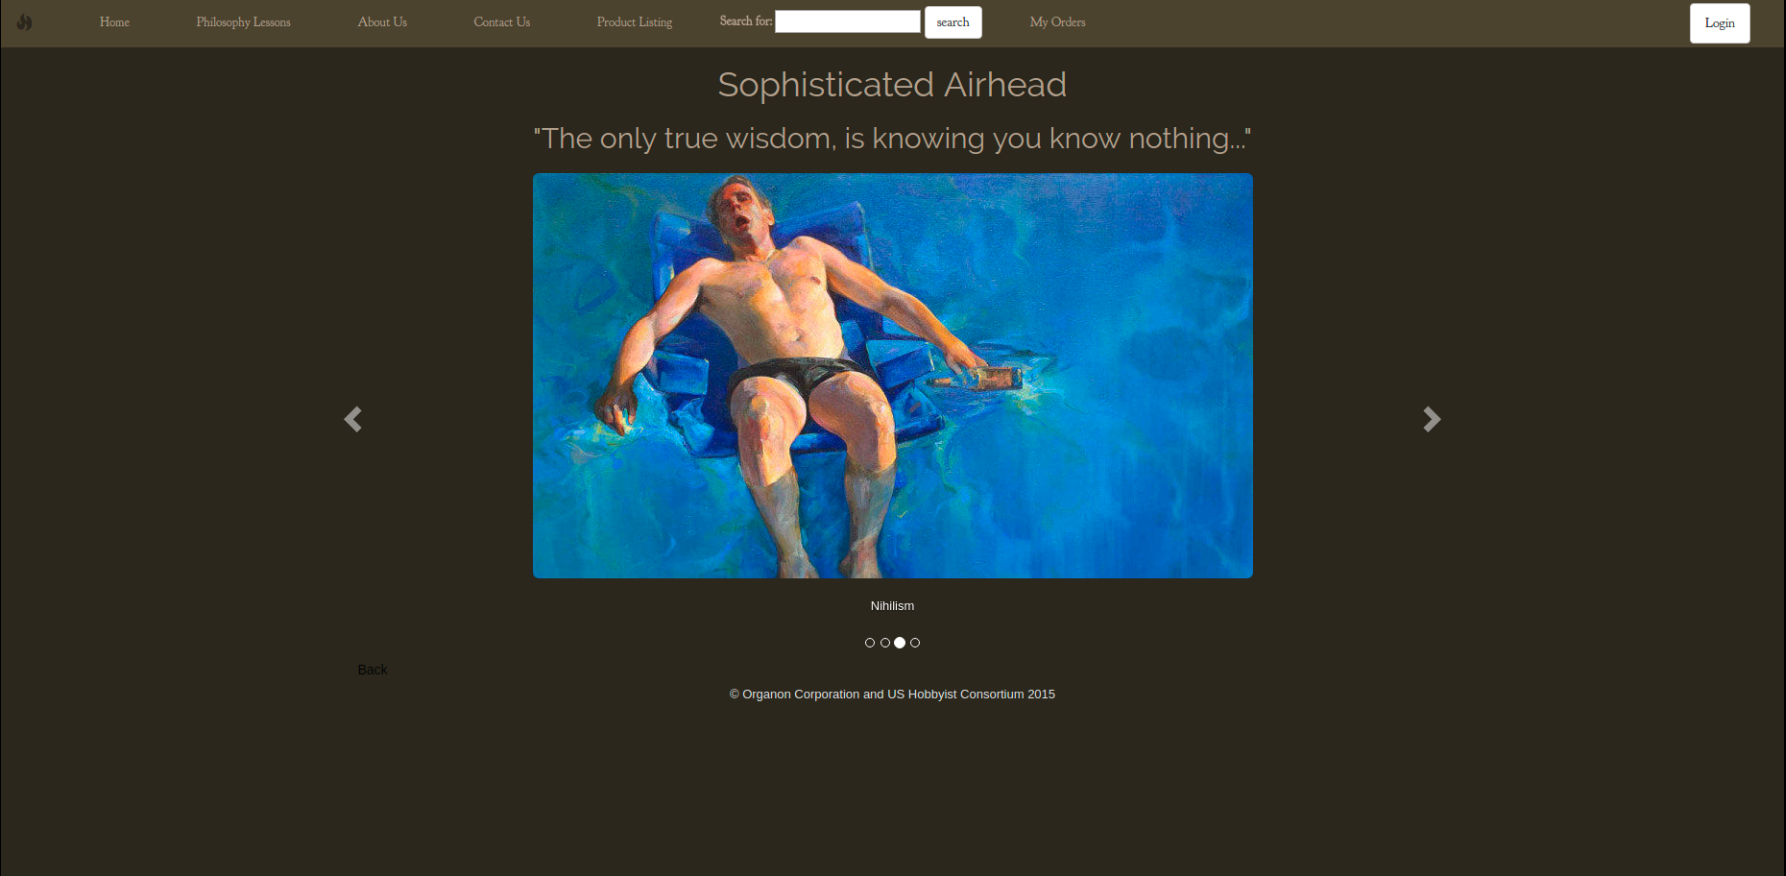 Home Philosophy Lessons About Us Contact Us Product Listing Search for: search My Orders Login
Sophisticated Airhead
"The only true wisdom, is knowing you know nothing..."
Nihilism
Back
© Organon Corporation and US Hobbyist Consortium 2015